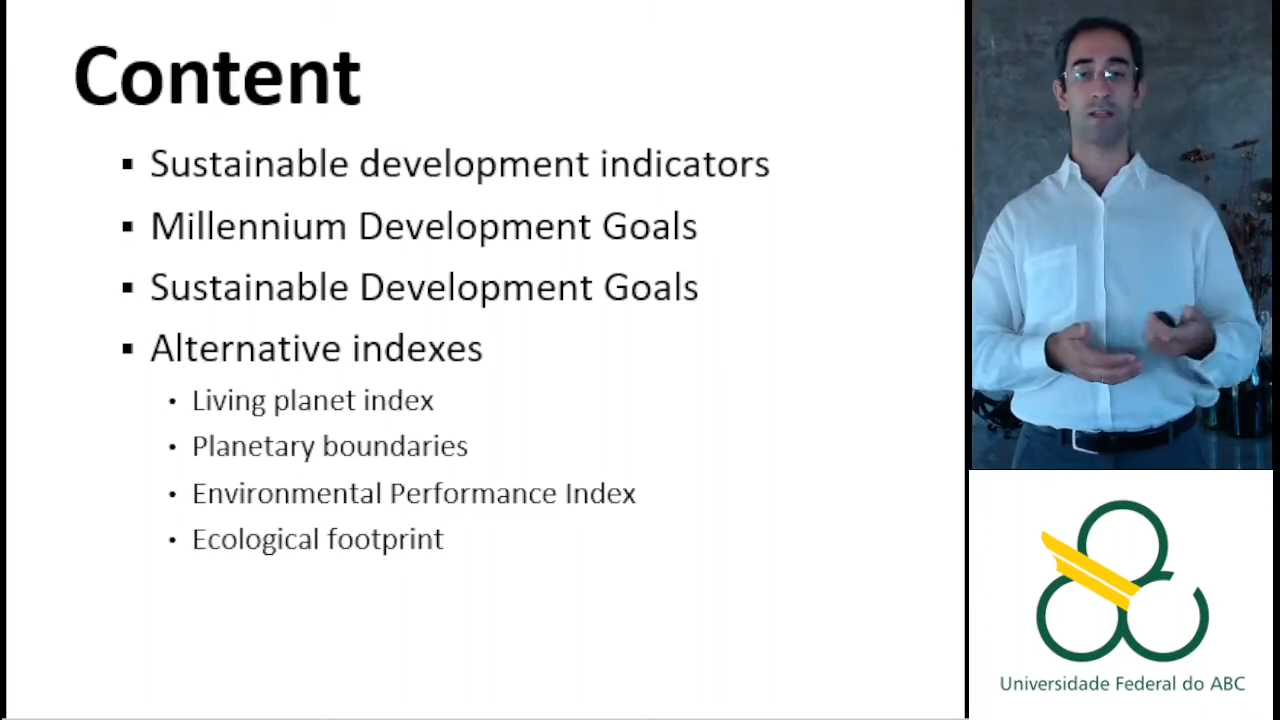 Content
▪ Sustainable development indicators
▪ Millennium Development Goals
▪ Sustainable Development Goals
▪ Alternative indexes
• Living planet index
• Planetary boundaries
• Environmental Performance Index
• Ecological footprint
Universidade Federal do ABC